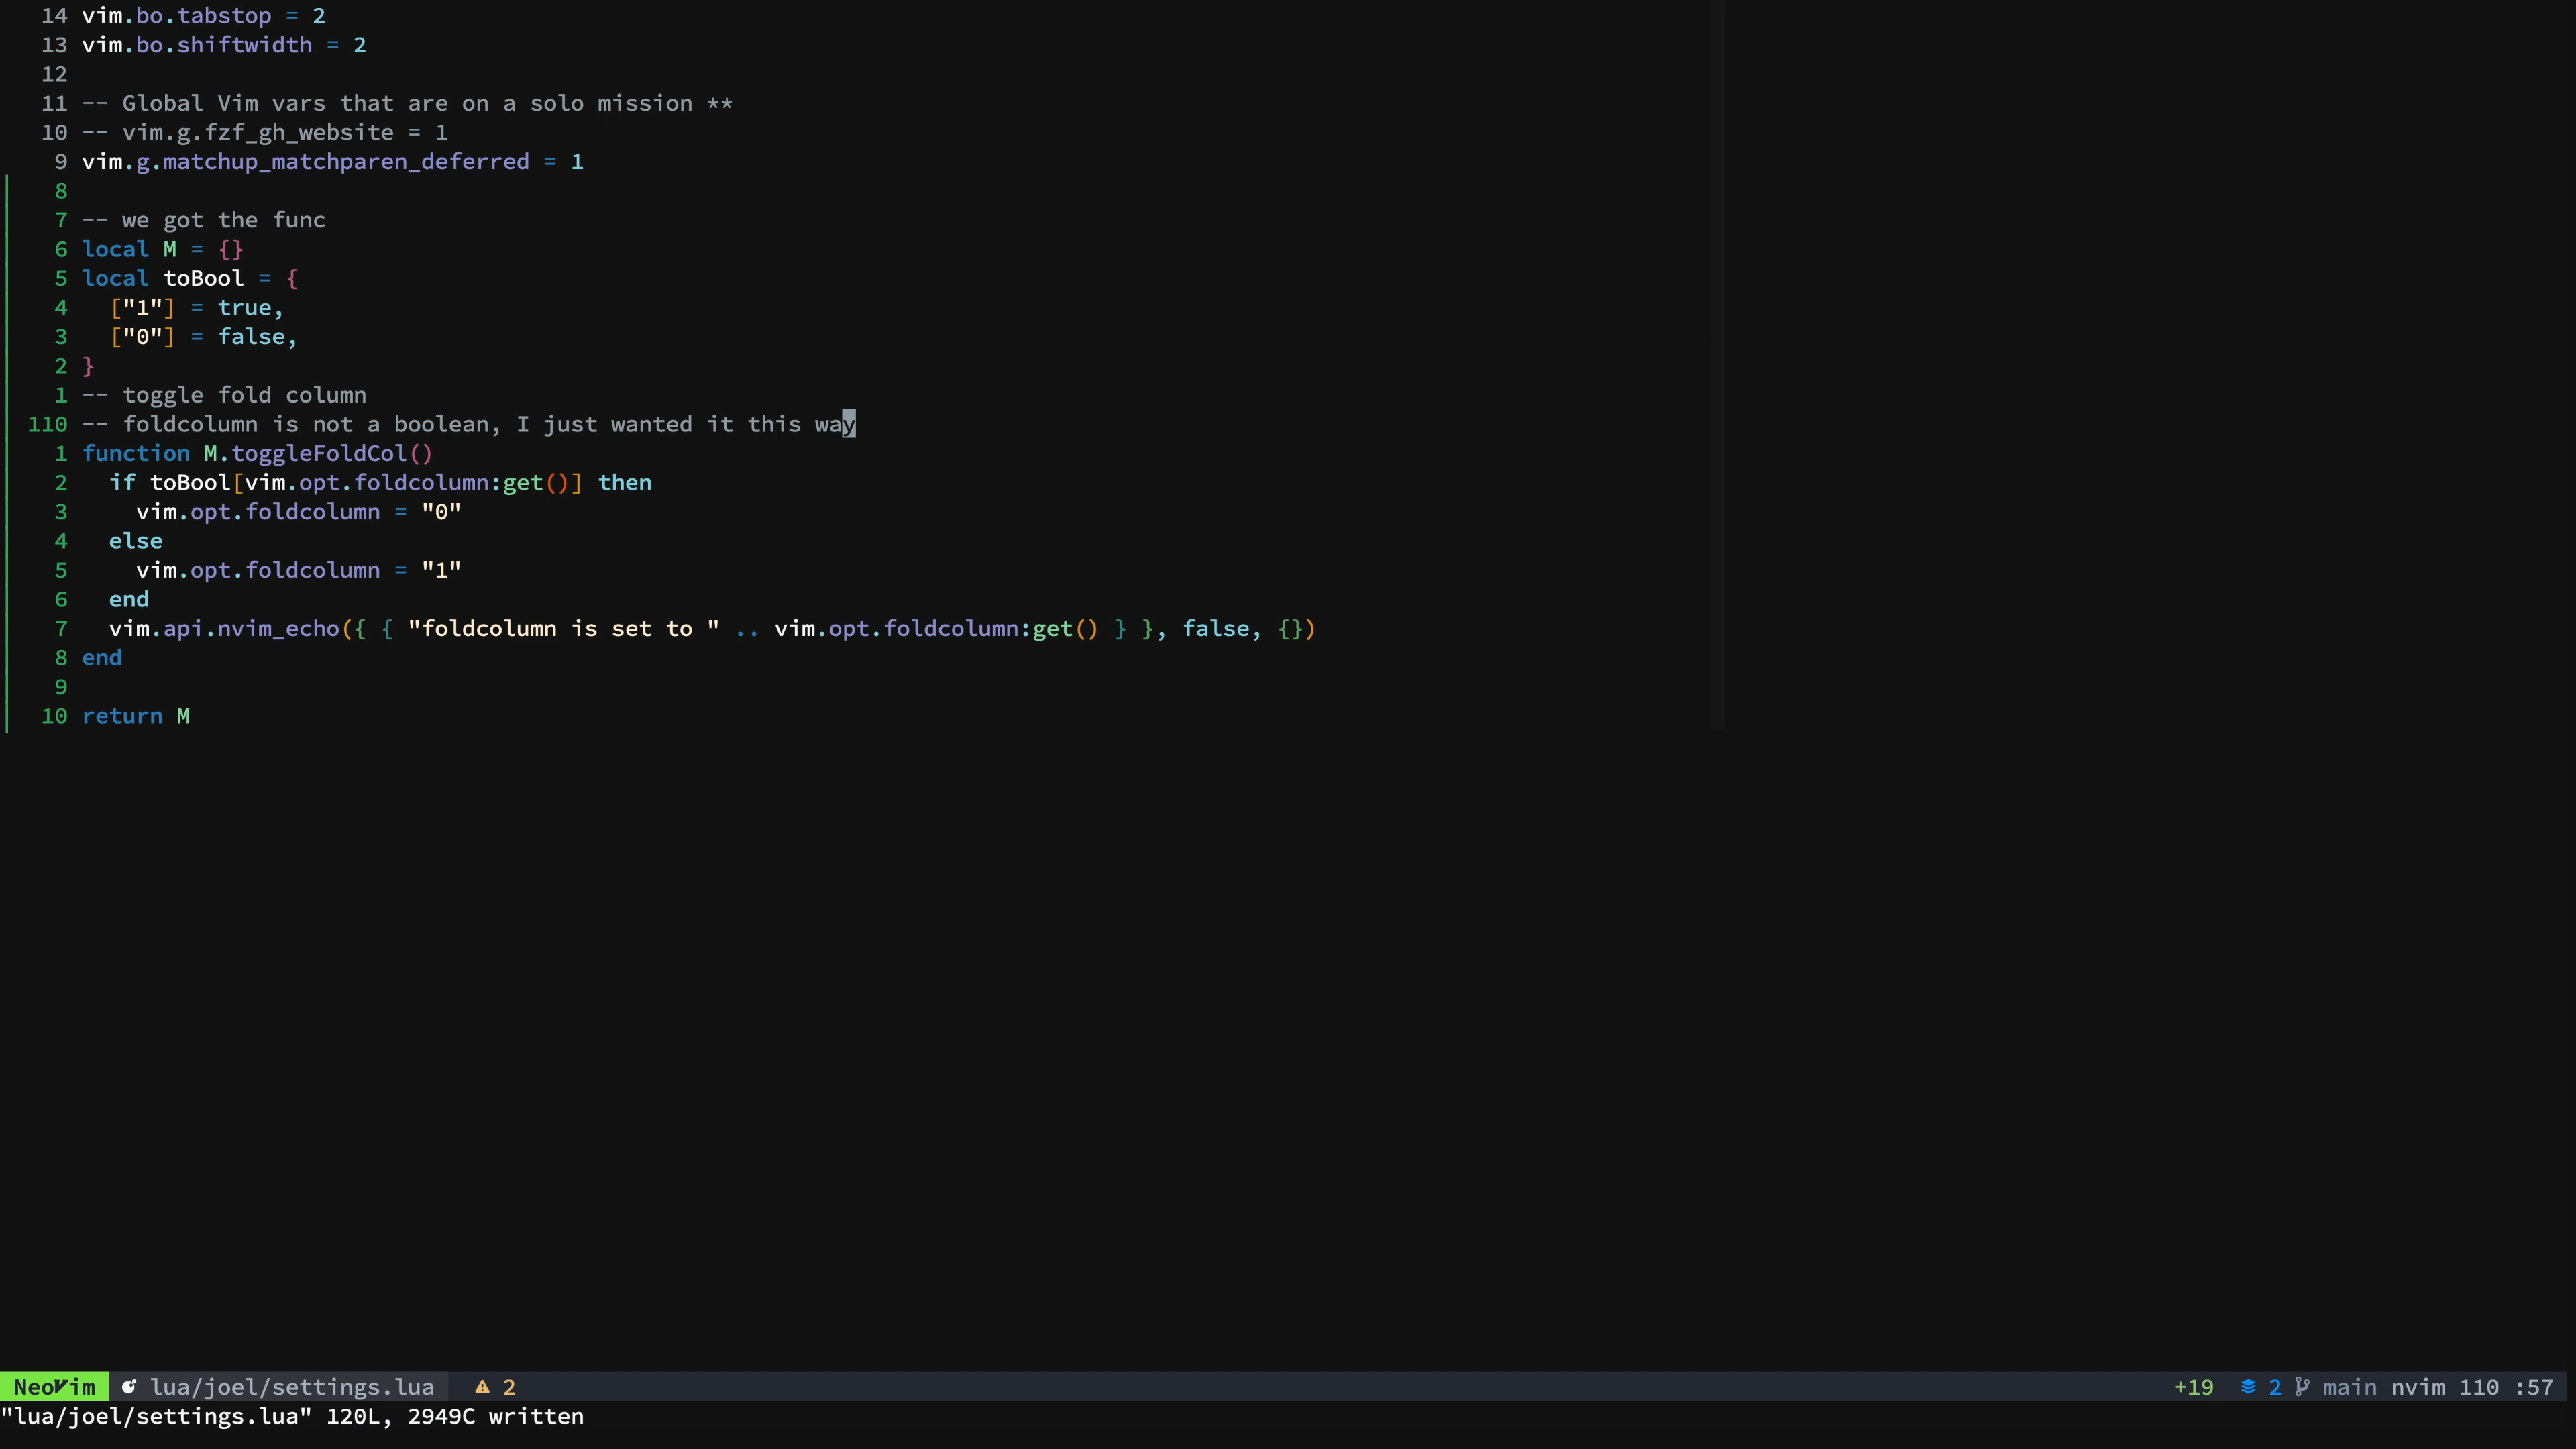 14 vim.bo.tabstop = 2
13 vim.bo.shiftwidth = 2
12
11 -- Global Vim vars that are on a solo mission **
10 -- vim.g.fzf_gh_website = 1
9 vim.g.matchup_matchparen_deferred = 1
8
7 -- we got the func
6 local M = {}
5 local toBool = {
4   ["1"] = true,
3   ["0"] = false,
2 }
1 -- toggle fold column
110 -- foldcolumn is not a boolean, I just wanted it this way
1 function M.toggleFoldCol()
2   if toBool[vim.opt.foldcolumn:get()] then
3     vim.opt.foldcolumn = "0"
4   else
5     vim.opt.foldcolumn = "1"
6   end
7   vim.api.nvim_echo({ { "foldcolumn is set to " .. vim.opt.foldcolumn:get() } }, false, {})
8 end
9
10 return M
NeoVim lua/joel/settings.lua 2 +19 2 main nvim 110 :57
"lua/joel/settings.lua" 120L, 2949C written